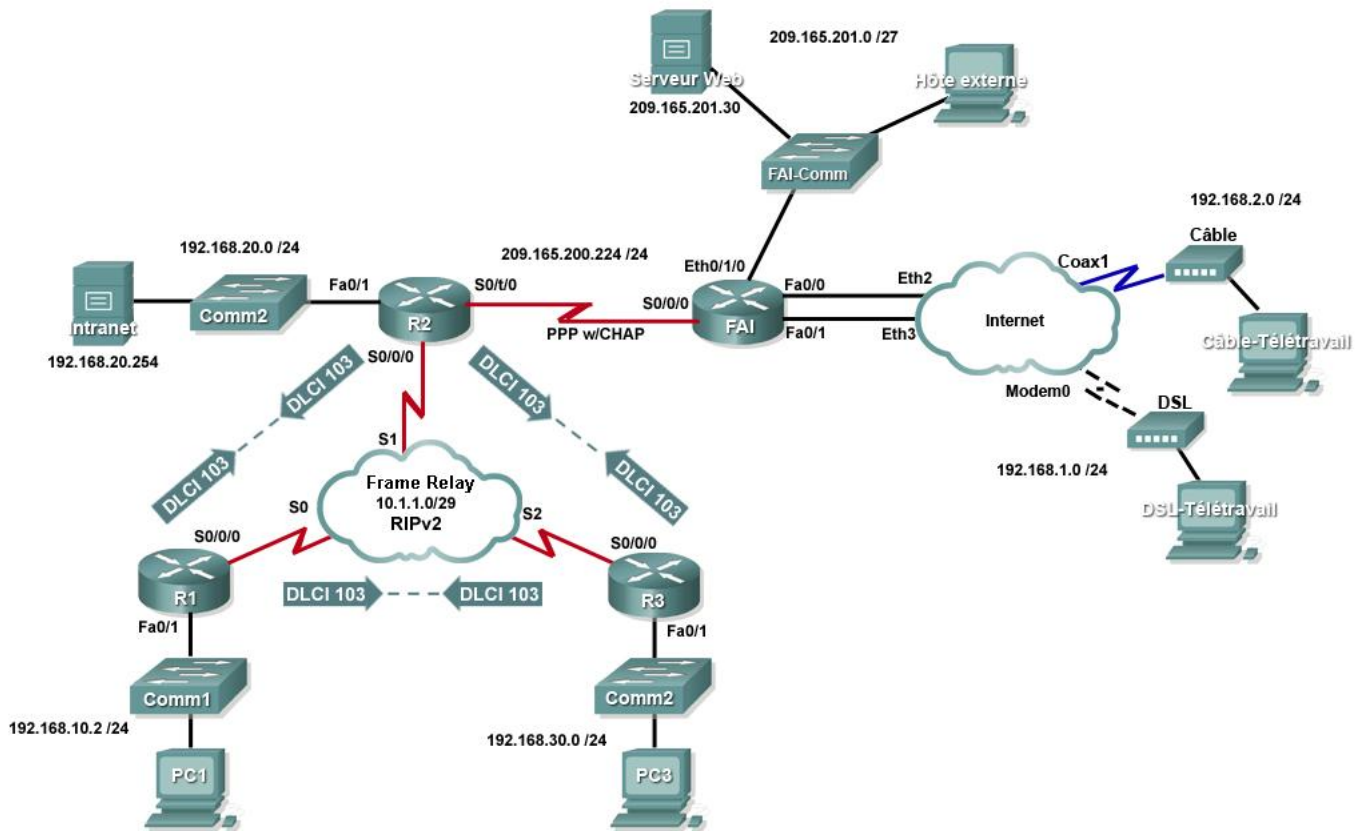 209.165.201.0 /27
Serveur Web
Hôte externe
209.165.201.30
FAI-Comm
192.168.2.0 /24
Câble
192.168.20.0 /24
209.165.200.224 /24
Eth0/1/0
Coax1
Fa0/1
S0/t/0
S0/0/0
Fa0/0
Eth2
Intranet
Comm2
R2
PPP w/CHAP
FAI
Fa0/1
Eth3
Internet
Câble-Télétravail
192.168.20.254
S0/0/0
DLCI 103
DLCI 103
Modem0
DSL
DLCI 103
DLCI 103
S1
192.168.1.0 /24
Frame Relay
10.1.1.0/29
RIPv2
DSL-Télétravail
S0
S2
S0/0/0
S0/0/0
R1
DLCI 103
DLCI 103
R3
Fa0/1
Fa0/1
Comm1
Comm2
192.168.10.2 /24
192.168.30.0 /24
PC1
PC3